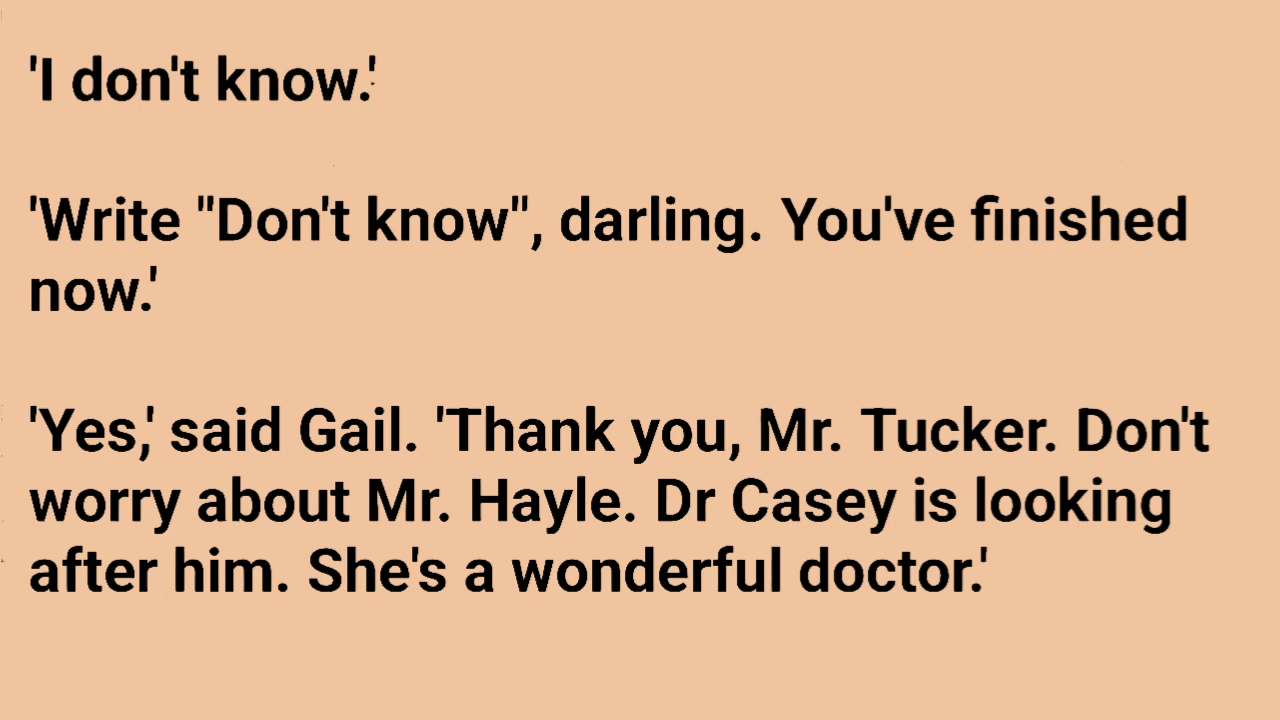 'I don't know.'
'Write "Don't know", darling. You've finished
now.'
'Yes,' said Gail. 'Thank you, Mr. Tucker. Don't
worry about Mr. Hayle. Dr Casey is looking
after him. She's a wonderful doctor.'